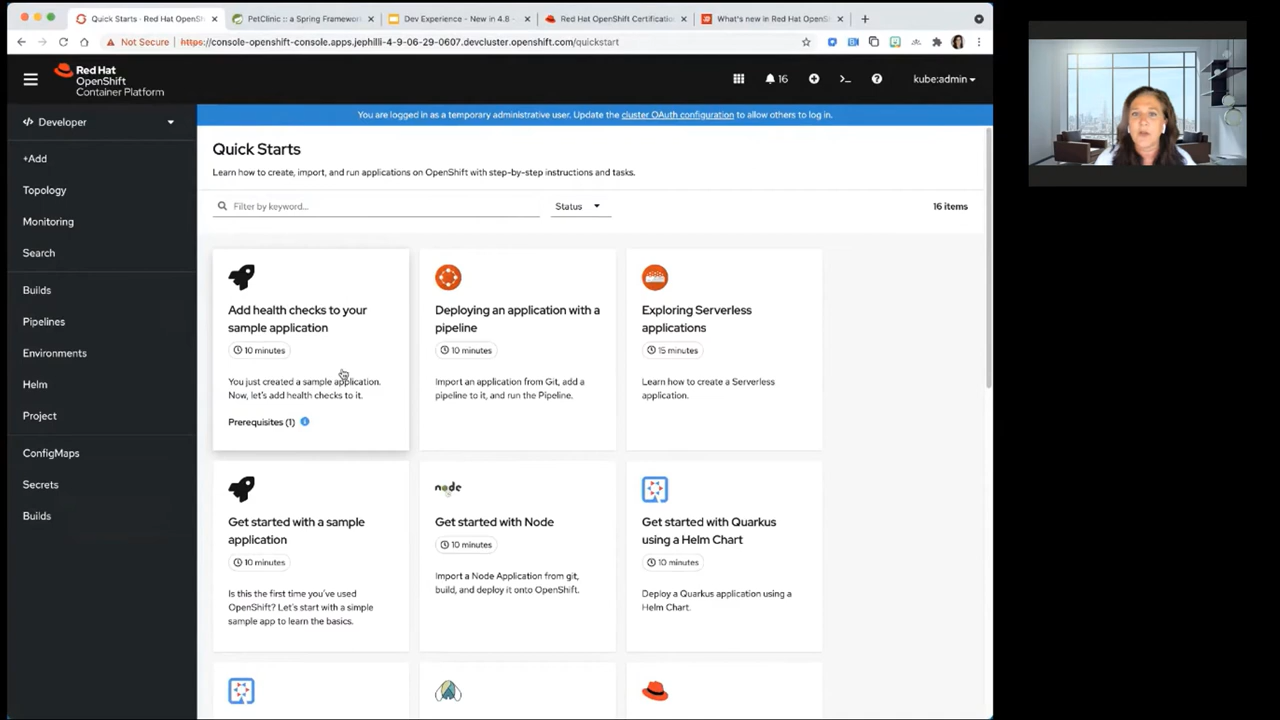 Quick Starts · Red Hat OpenSh
PetClinic :: a Spring Framewor
Dev Experience - New in 4.8 -
Red Hat OpenShift Certification
What's new in Red Hat OpenSh
Not Secure
https://console-openshift-console.apps.jephilli-4-9-06-29-0607.devcluster.openshift.com/quickstart
Red Hat
OpenShift
Container Platform
16
kube:admin
You are logged in as a temporary administrative user. Update the cluster OAuth configuration to allow others to log in.
</> Developer
+Add
Topology
Monitoring
Search
Builds
Pipelines
Environments
Helm
Project
ConfigMaps
Secrets
Builds
Quick Starts
Learn how to create, import, and run applications on OpenShift with step-by-step instructions and tasks.
Filter by keyword...
Status
16 items
Add health checks to your
sample application
10 minutes
You just created a sample application.
Now, let's add health checks to it.
Prerequisites (1)
Deploying an application with a
pipeline
10 minutes
Import an application from Git, add a
pipeline to it, and run the Pipeline.
Exploring Serverless
applications
15 minutes
Learn how to create a Serverless
application.
Get started with a sample
application
10 minutes
Is this the first time you've used
OpenShift? Let's start with a simple
sample app to learn the basics.
node
Get started with Node
10 minutes
Import a Node Application from git,
build, and deploy it onto OpenShift.
Get started with Quarkus
using a Helm Chart
10 minutes
Deploy a Quarkus application using a
Helm Chart.